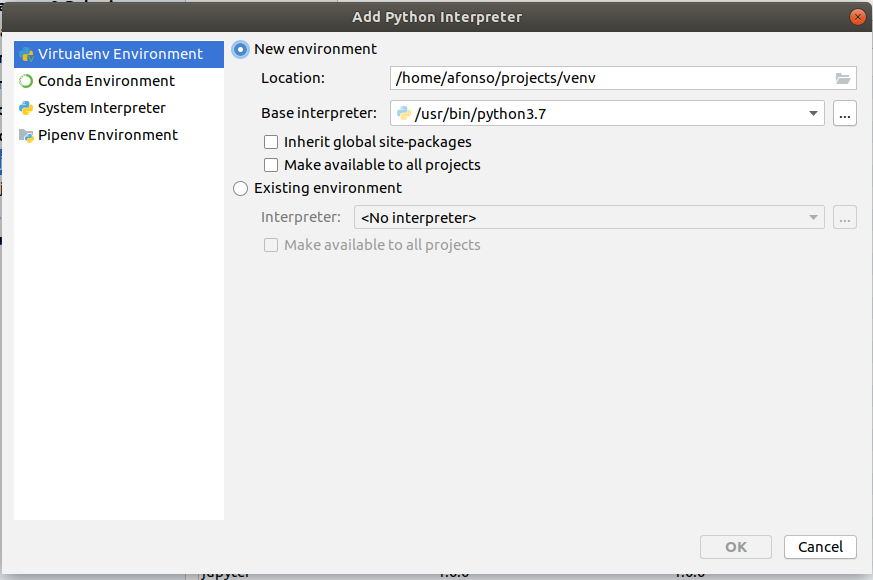 Add Python Interpreter
Virtualenv Environment
Conda Environment
System Interpreter
Pipenv Environment
New environment
Location: /home/afonso/projects/venv
Base interpreter: /usr/bin/python3.7 ...
Inherit global site-packages
Make available to all projects
Existing environment
Interpreter: <No interpreter> ...
Make available to all projects
OK Cancel